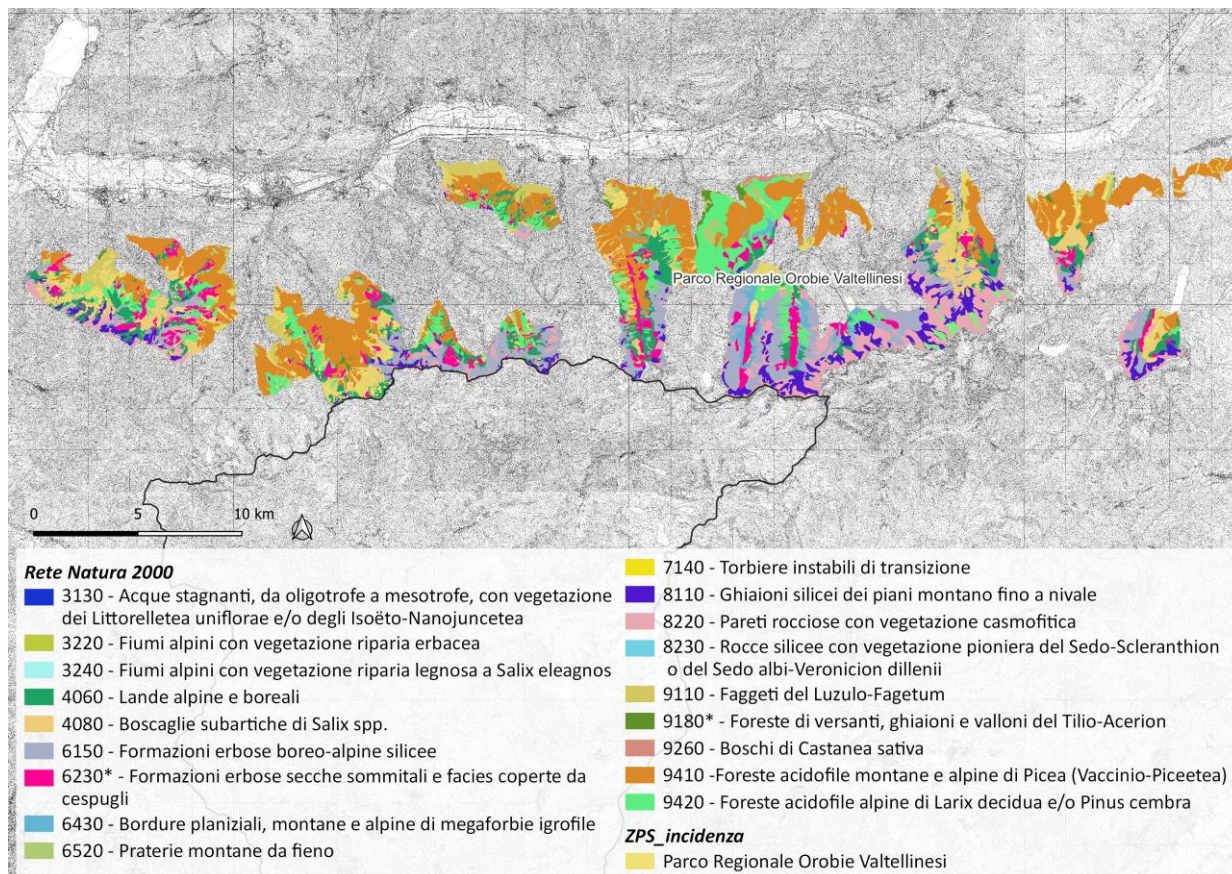 Parco Regionale Orobie Valtellinesi
0 5 10 km
Rete Natura 2000
3130 - Acque stagnanti, da oligotrofe a mesotrofe, con vegetazione
dei Littorelletea uniflorae e/o degli Isoëto-Nanojuncetea
3220 - Fiumi alpini con vegetazione riparia erbacea
3240 - Fiumi alpini con vegetazione riparia legnosa a Salix eleagnos
4060 - Lande alpine e boreali
4080 - Boscaglie subartiche di Salix spp.
6150 - Formazioni erbose boreo-alpine silicee
6230* - Formazioni erbose secche sommitali e facies coperte da
cespugli
6430 - Bordure planiziali, montane e alpine di megaforbie igrofile
6520 - Praterie montane da fieno
7140 - Torbiere instabili di transizione
8110 - Ghiaioni silicei dei piani montano fino a nivale
8220 - Pareti rocciose con vegetazione casmofitica
8230 - Rocce silicee con vegetazione pioniera del Sedo-Scleranthion
o del Sedo albi-Veronicion dillenii
9110 - Faggeti del Luzulo-Fagetum
9180* - Foreste di versanti, ghiaioni e valloni del Tilio-Acerion
9260 - Boschi di Castanea sativa
9410 -Foreste acidofile montane e alpine di Picea (Vaccinio-Piceetea)
9420 - Foreste acidofile alpine di Larix decidua e/o Pinus cembra
ZPS_incidenza
Parco Regionale Orobie Valtellinesi